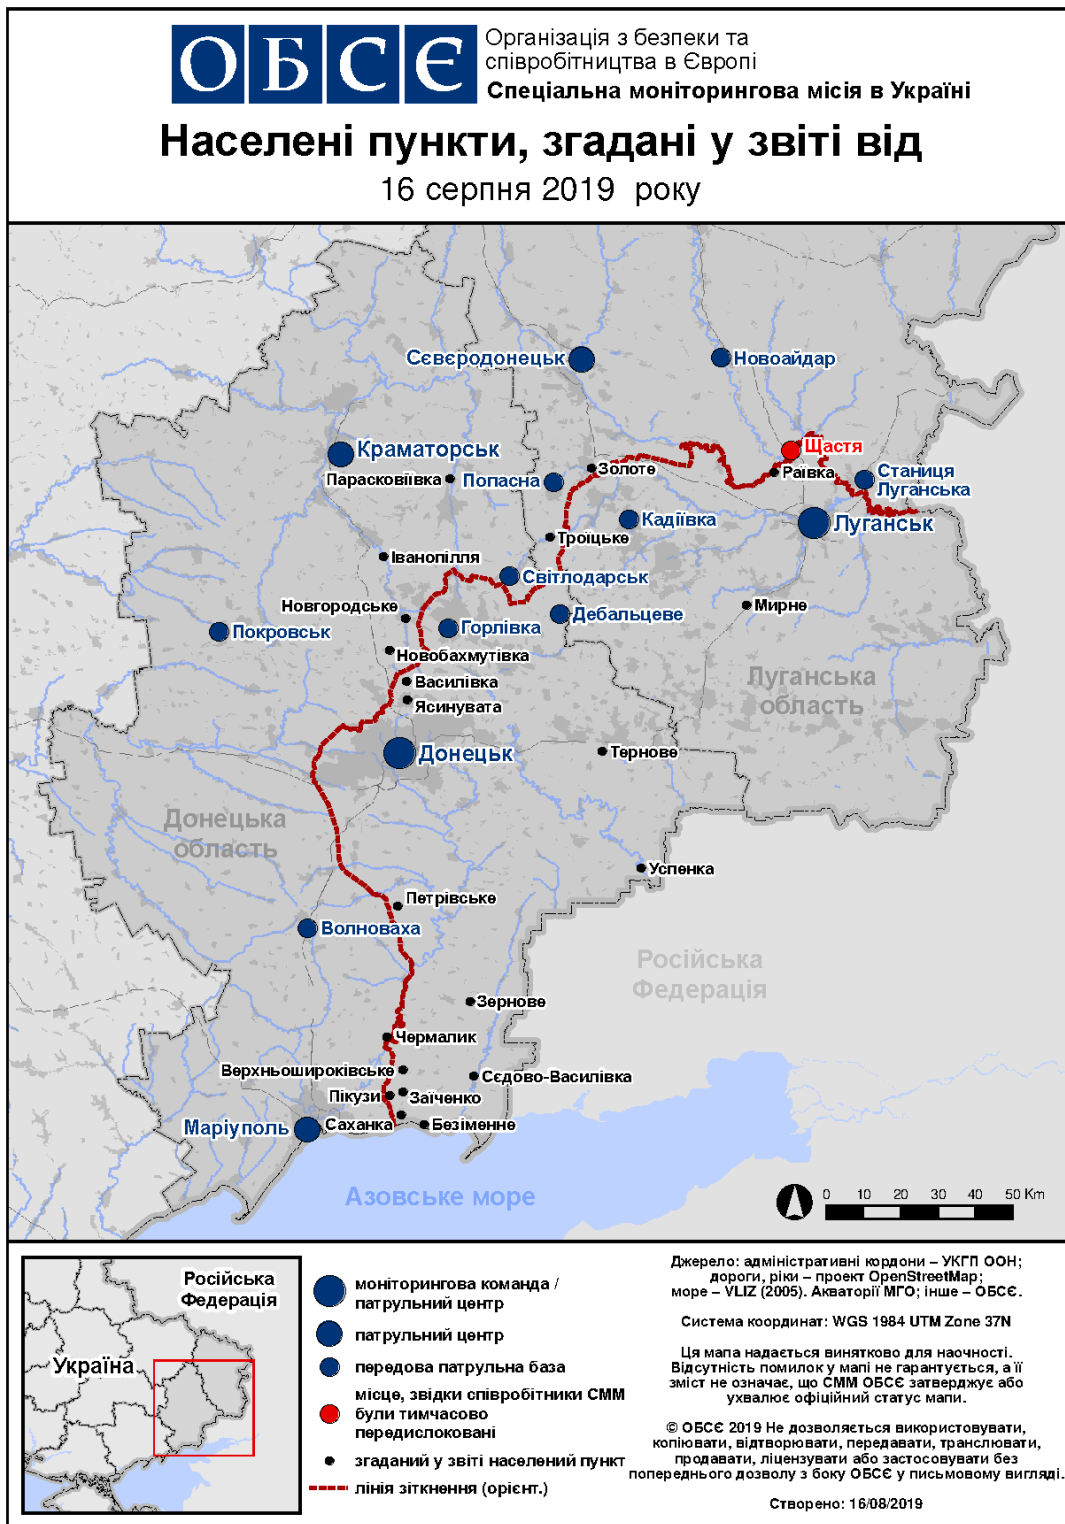 ОБСЄ
Організація з безпеки та
співробітництва в Європі
Спеціальна моніторингова місія в Україні
Населені пункти, згадані у звіті від
16 серпня 2019 року
Сєвєродонецьк
Новоайдар
Щастя
Краматорськ
Золоте
Раївка
Станиця
Луганська
Парасковіївка
Попасна
Кадіївка
Луганськ
Троїцьке
Іванопілля
Світлодарськ
Новгородське
Мирне
Дебальцеве
Покровськ
Горлівка
Новобахмутівка
Василівка
Луганська
область
Ясинувата
Донецьк
Тернове
Донецька
область
Успенка
Петрівське
Волноваха
Російська
Федерація
Зернове
Чермалик
Верхньошироківське
Сєдово-Василівка
Пікузи
Заїченко
Маріуполь
Саханка
Безіменне
Азовське море
0 10 20 30 40 50 Km
Російська
Федерація
Україна
моніторингова команда /
патрульний центр
патрульний центр
передова патрульна база
місце, звідки співробітники СММ
були тимчасово
передислоковані
згаданий у звіті населений пункт
лінія зіткнення (орієнт.)
Джерело: адміністративні кордони – УКГП ООН;
дороги, ріки – проект OpenStreetMap;
море – VLIZ (2005). Акваторії МГО; інше – ОБСЄ.
Система координат: WGS 1984 UTM Zone 37N
Ця мапа надається винятково для наочності.
Відсутність помилок у мапі не гарантується, а її
зміст не означає, що СММ ОБСЄ затверджує або
ухвалює офіційний статус мапи.
© ОБСЄ 2019 Не дозволяється використовувати,
копіювати, відтворювати, передавати, транслювати,
продавати, ліцензувати або застосовувати без
попереднього дозволу з боку ОБСЄ у письмовому вигляді.
Створено: 16/08/2019